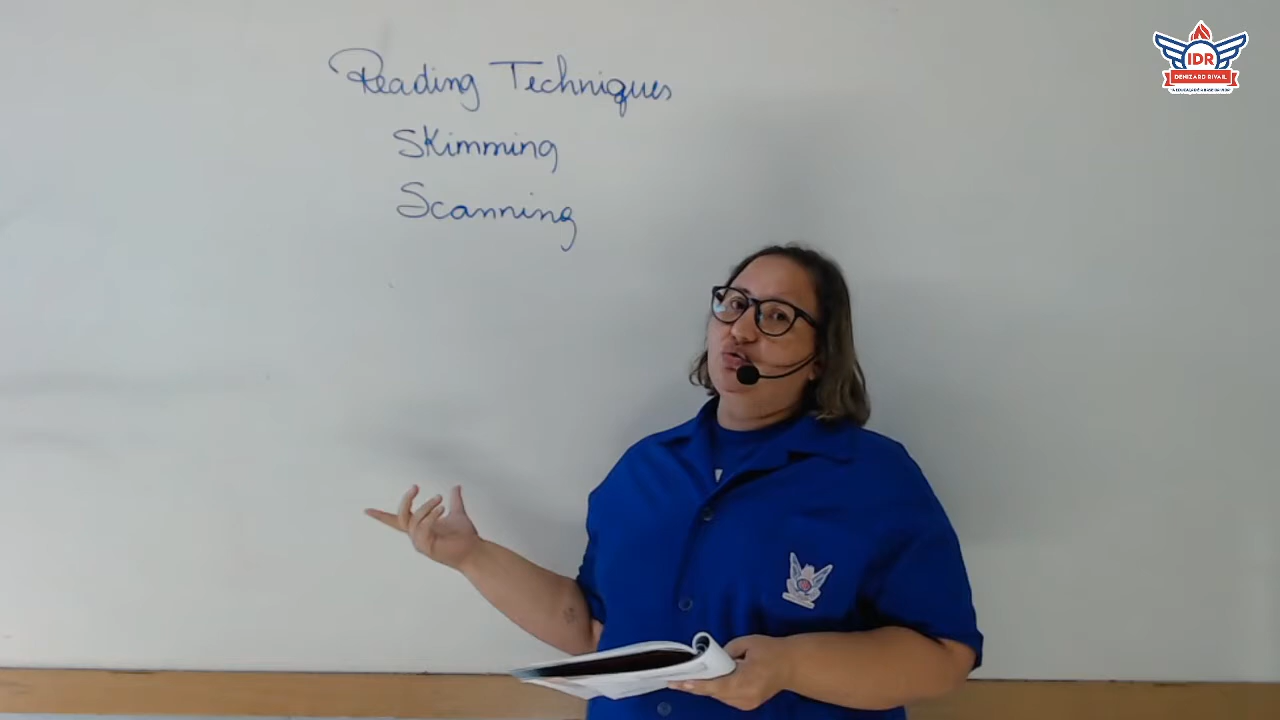 Reading Techniques
Skimming
Scanning
IDR
DENIZARD RIVAIL